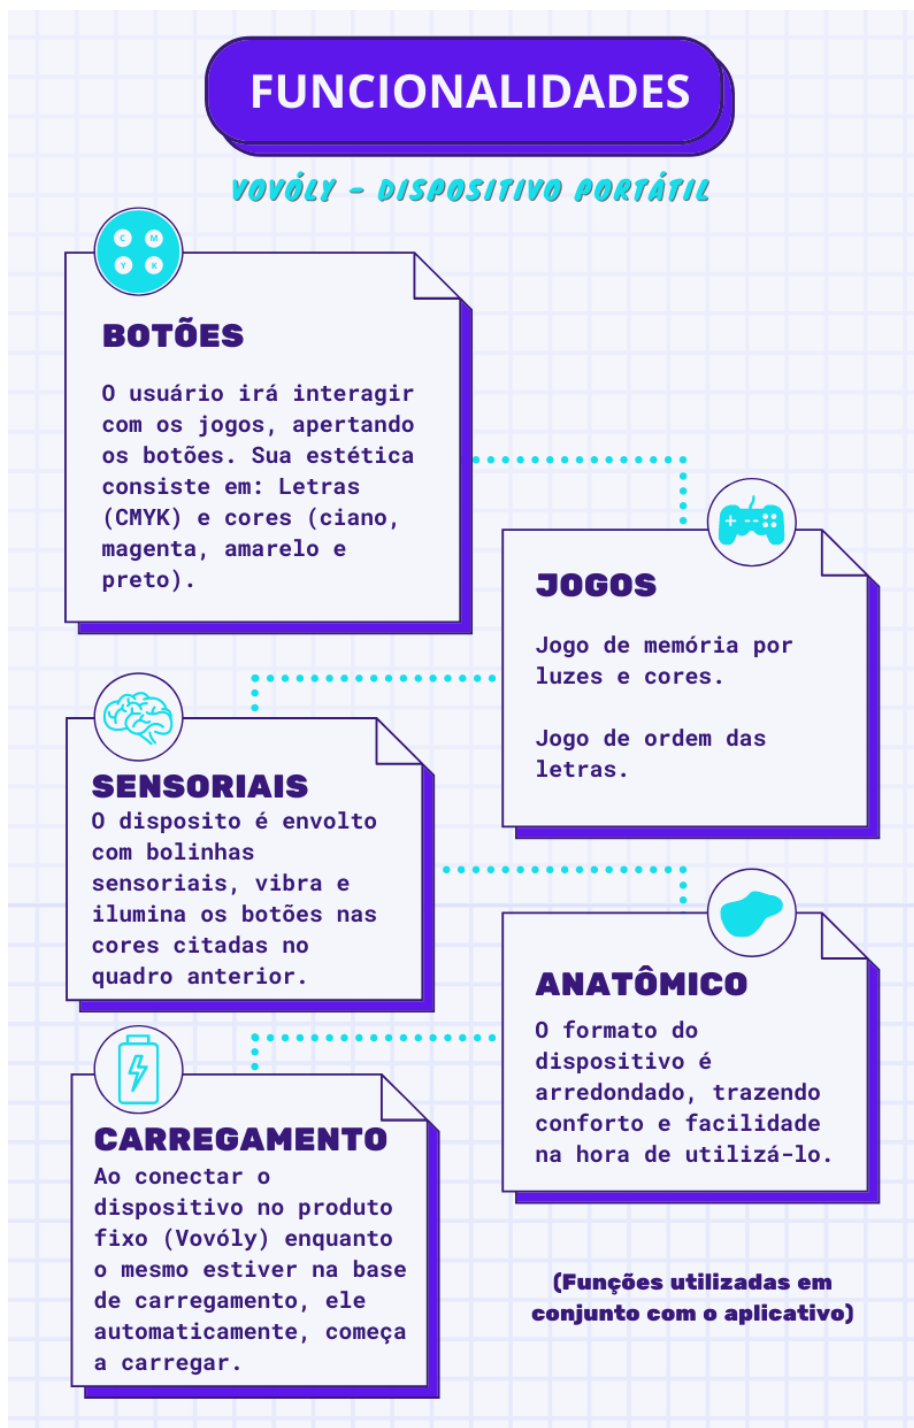 FUNCIONALIDADES
VOVÓLY - DISPOSITIVO PORTÁTIL
C M
Y K
BOTÕES
O usuário irá interagir
com os jogos, apertando
os botões. Sua estética
consiste em: Letras
(CMYK) e cores (ciano,
magenta, amarelo e
preto).
JOGOS
Jogo de memória por
luzes e cores.
Jogo de ordem das
letras.
SENSORIAIS
O disposito é envolto
com bolinhas
sensoriais, vibra e
ilumina os botões nas
cores citadas no
quadro anterior.
ANATÔMICO
O formato do
dispositivo é
arredondado, trazendo
conforto e facilidade
na hora de utilizá-lo.
CARREGAMENTO
Ao conectar o
dispositivo no produto
fixo (Vovóly) enquanto
o mesmo estiver na base
de carregamento, ele
automaticamente, começa
a carregar.
(Funções utilizadas em
conjunto com o aplicativo)